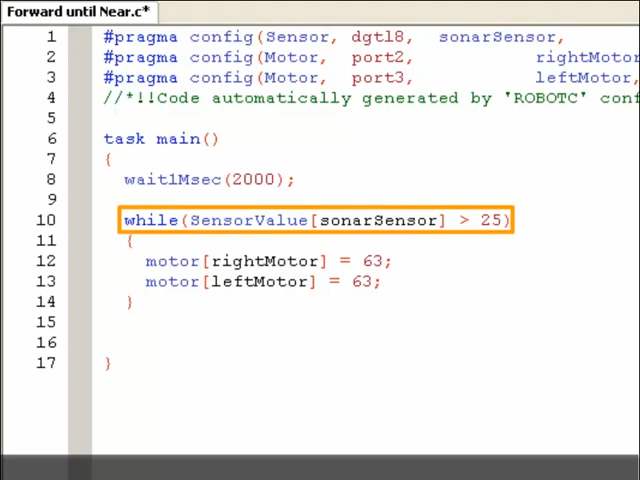 Forward until Near.c*
1 #pragma config(Sensor, dgtl8, sonarSensor,
2 #pragma config(Motor, port2, rightMotor
3 #pragma config(Motor, port3, leftMotor,
4 //*!!Code automatically generated by 'ROBOTC' conf
5
6 task main()
7 {
8 wait1Msec(2000);
9
10 while(SensorValue[sonarSensor] > 25)
11 {
12 motor[rightMotor] = 63;
13 motor[leftMotor] = 63;
14 }
15
16
17 }